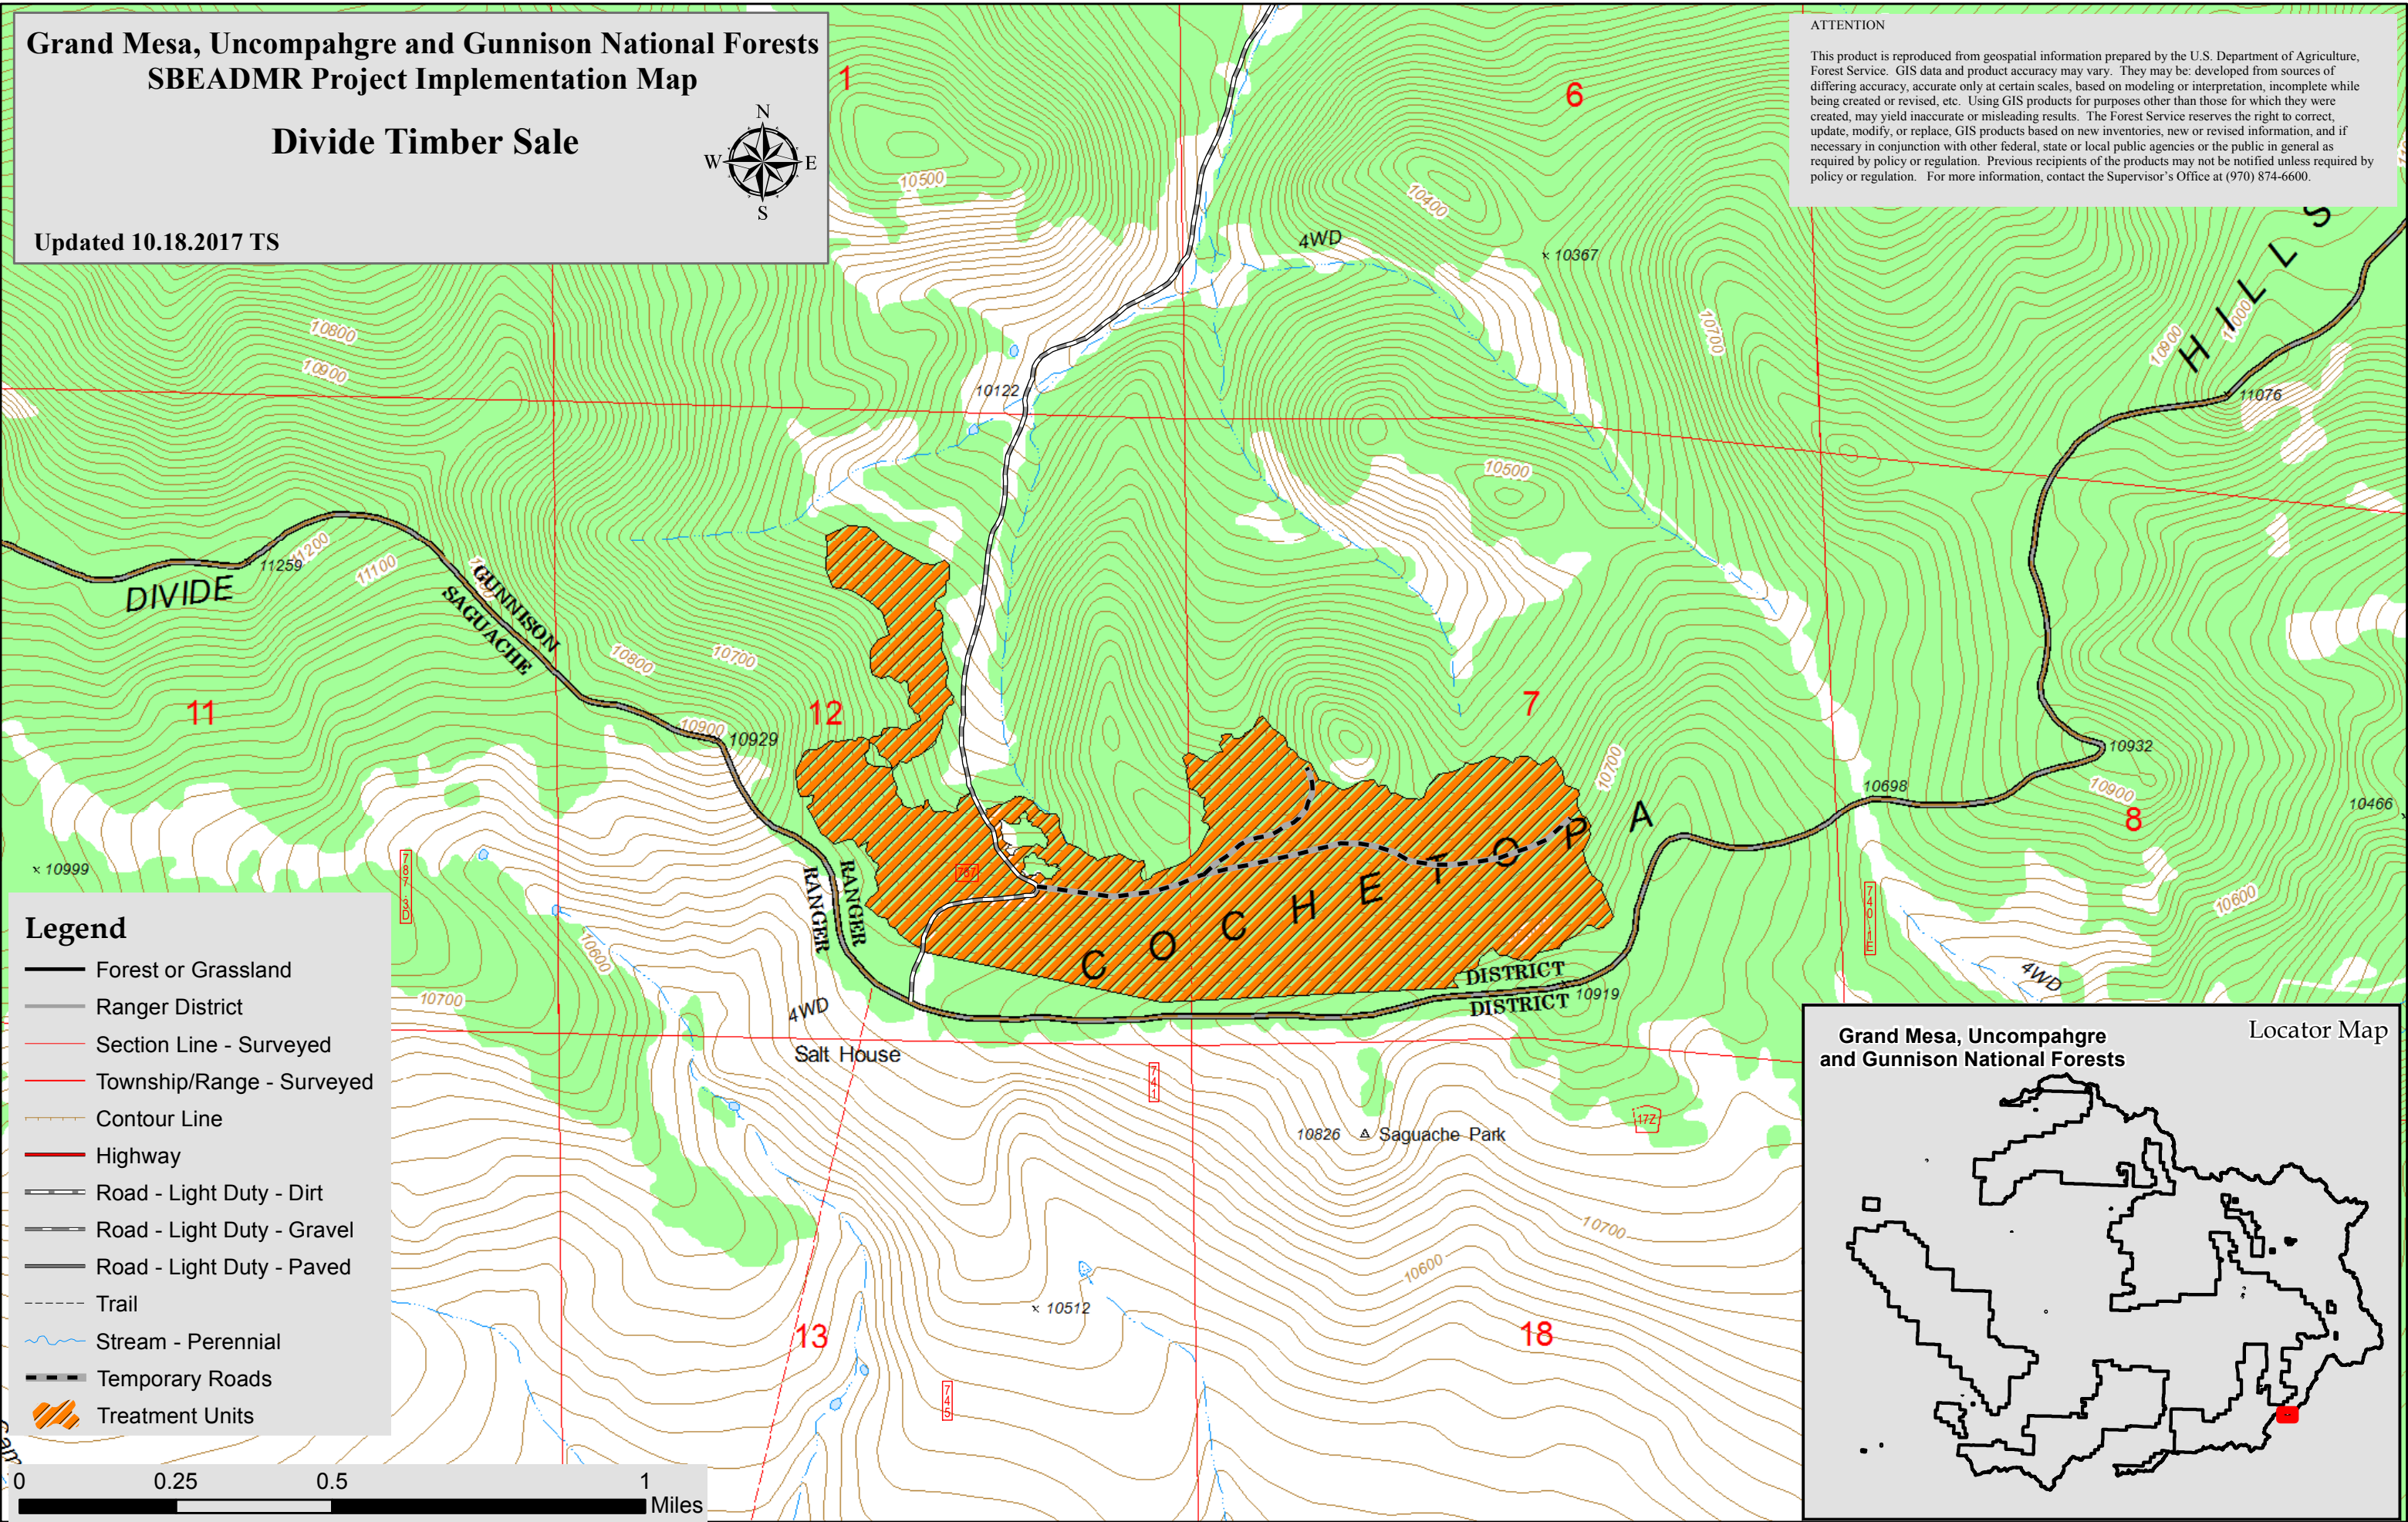 Grand Mesa, Uncompahgre and Gunnison National Forests
SBEADMR Project Implementation Map
Divide Timber Sale
N
W
E
S
Updated 10.18.2017 TS
ATTENTION
This product is reproduced from geospatial information prepared by the U.S. Department of Agriculture,
Forest Service. GIS data and product accuracy may vary. They may be: developed from sources of
differing accuracy, accurate only at certain scales, based on modeling or interpretation, incomplete while
being created or revised, etc. Using GIS products for purposes other than those for which they were
created, may yield inaccurate or misleading results. The Forest Service reserves the right to correct,
update, modify, or replace, GIS products based on new inventories, new or revised information, and if
necessary in conjunction with other federal, state or local public agencies or the public in general as
required by policy or regulation. Previous recipients of the products may not be notified unless required by
policy or regulation. For more information, contact the Supervisor's Office at (970) 874-6600.
1
6
10500
10400
4WD
10367
HILLS
10800
10900
10700
10900
11000
10122
11076
10500
11200
11259
11100
DIVIDE
GUNNISON
SAGUACHE
10800
10700
11
12
7
10900
10929
10700
10932
10698
10900
10466
8
10999
787 3D
RANGER
RANGER
787
COCHETOPA
740 1E
10600
10600
10700
4WD
DISTRICT
DISTRICT
10919
4WD
Salt House
741
17Z
10826
Saguache Park
10700
10600
10512
13
18
745
Legend
Forest or Grassland
Ranger District
Section Line - Surveyed
Township/Range - Surveyed
Contour Line
Highway
Road - Light Duty - Dirt
Road - Light Duty - Gravel
Road - Light Duty - Paved
Trail
Stream - Perennial
Temporary Roads
Treatment Units
0
0.25
0.5
1
Miles
Grand Mesa, Uncompahgre
and Gunnison National Forests
Locator Map